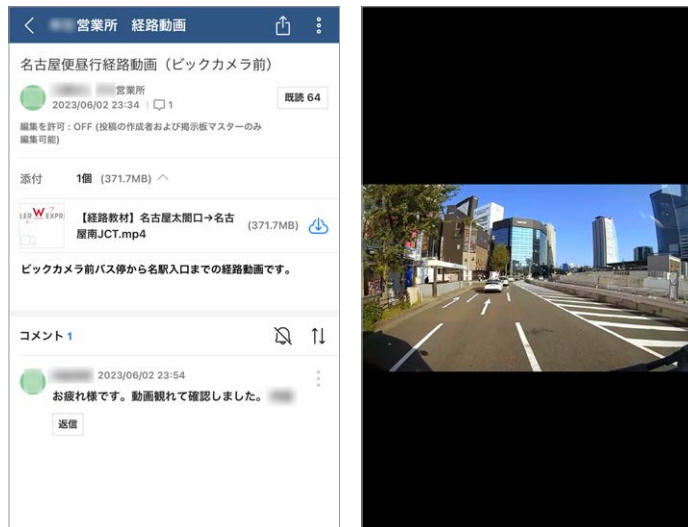 営業所 経路動画
名古屋便昼行経路動画（ビックカメラ前）
営業所
2023/06/02 23:34 1
既読 64
編集を許可 : OFF (投稿の作成者および掲示板マスターのみ
編集可能)
添付 1個 (371.7MB)
LER W EXPR
【経路教材】名古屋太閤口→名古
屋南JCT.mp4
(371.7MB)
ビックカメラ前バス停から名駅入口までの経路動画です。
コメント 1
2023/06/02 23:54
お疲れ様です。動画観れて確認しました。
返信